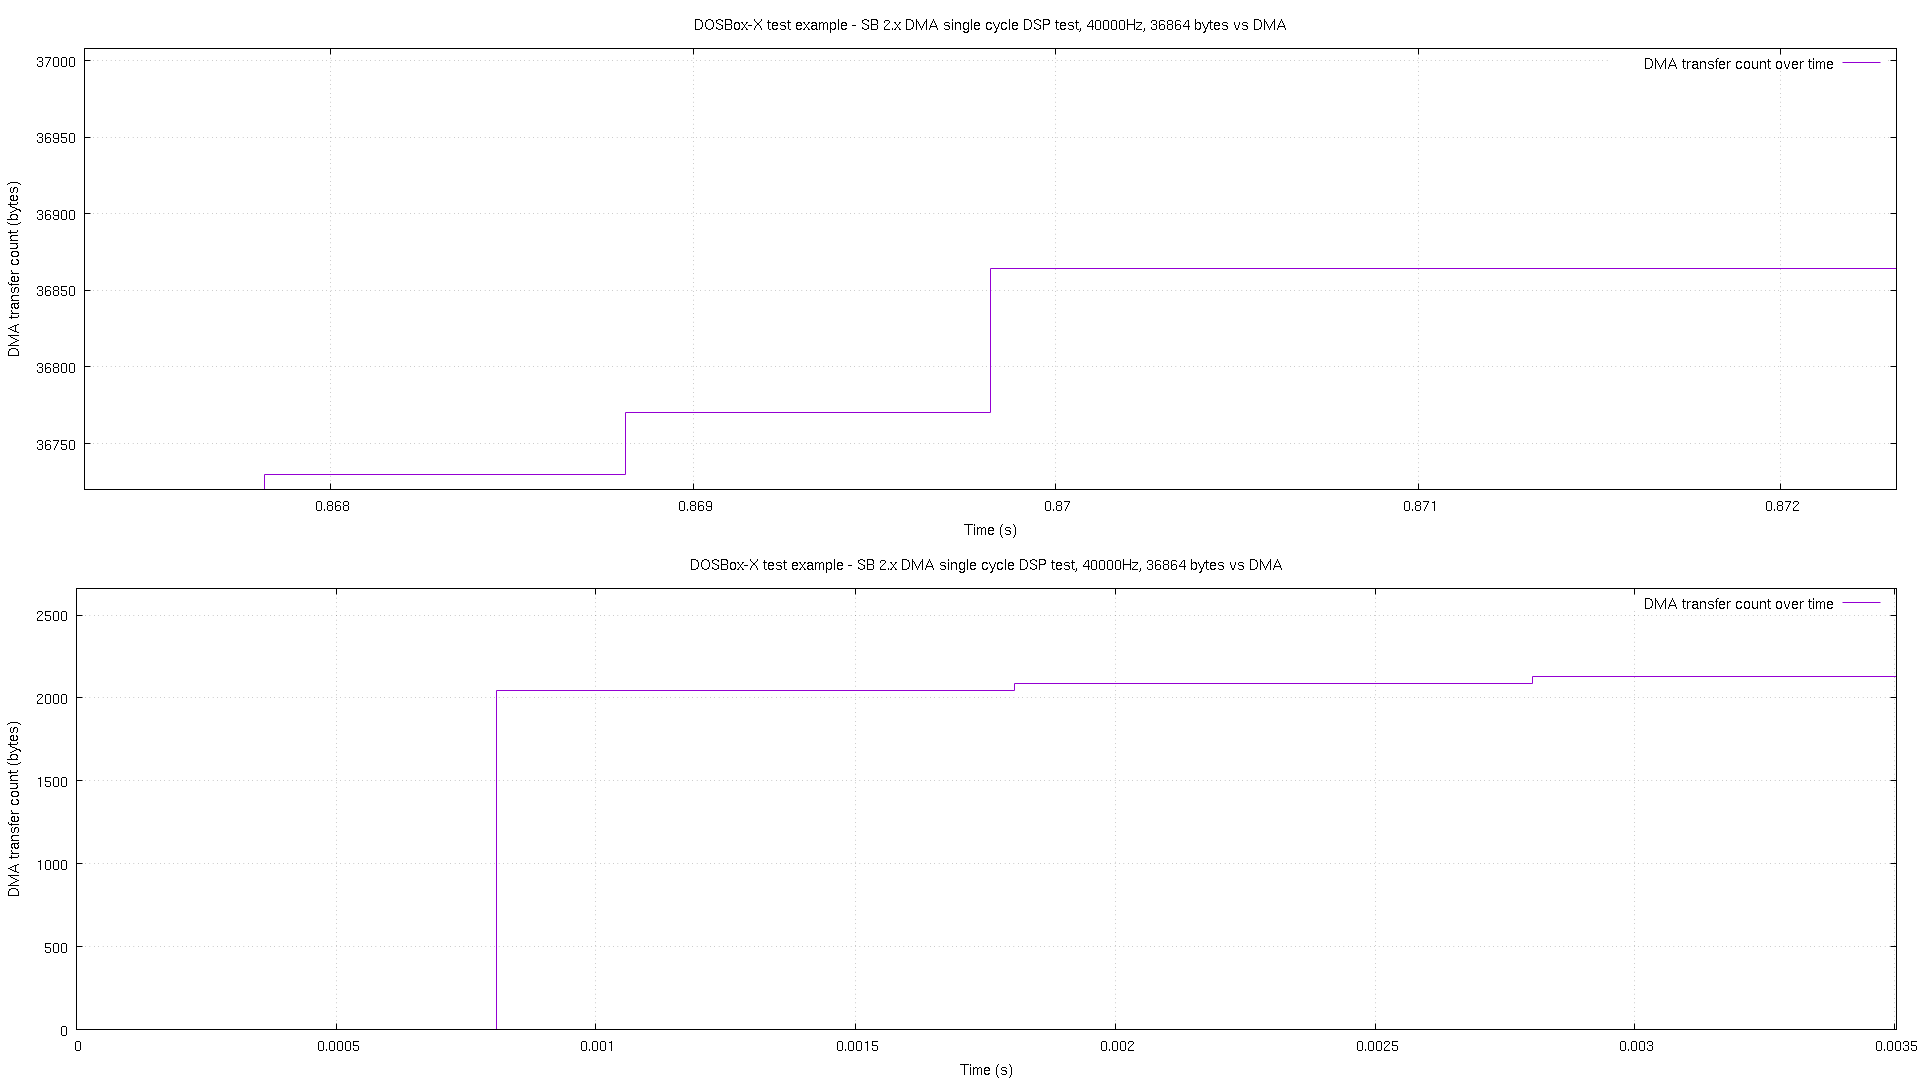 DOSBox-X test example - SB 2.x DMA single cycle DSP test, 40000Hz, 36864 bytes vs DMA
DMA transfer count over time
DMA transfer count (bytes)
37000
36950
36900
36850
36800
36750
0.868 0.869 0.87 0.871 0.872
Time (s)
DOSBox-X test example - SB 2.x DMA single cycle DSP test, 40000Hz, 36864 bytes vs DMA
DMA transfer count over time
DMA transfer count (bytes)
2500
2000
1500
1000
500
0
0 0.0005 0.001 0.0015 0.002 0.0025 0.003 0.0035
Time (s)